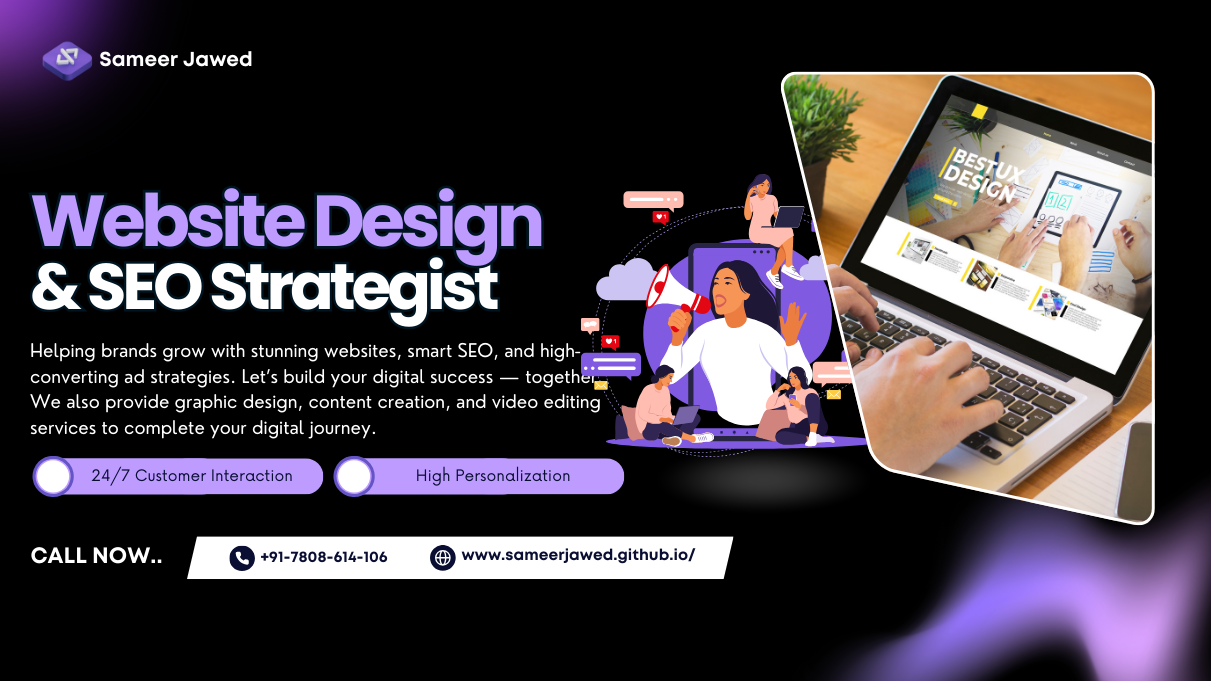 Sameer Jawed
Website Design
& SEO Strategist
Helping brands grow with stunning websites, smart SEO, and high-
converting ad strategies. Let’s build your digital success — together.
We also provide graphic design, content creation, and video editing
services to complete your digital journey.
24/7 Customer Interaction
High Personalization
CALL NOW..
+91-7808-614-106
www.sameerjawed.github.io/
BEST UX
DESIGN